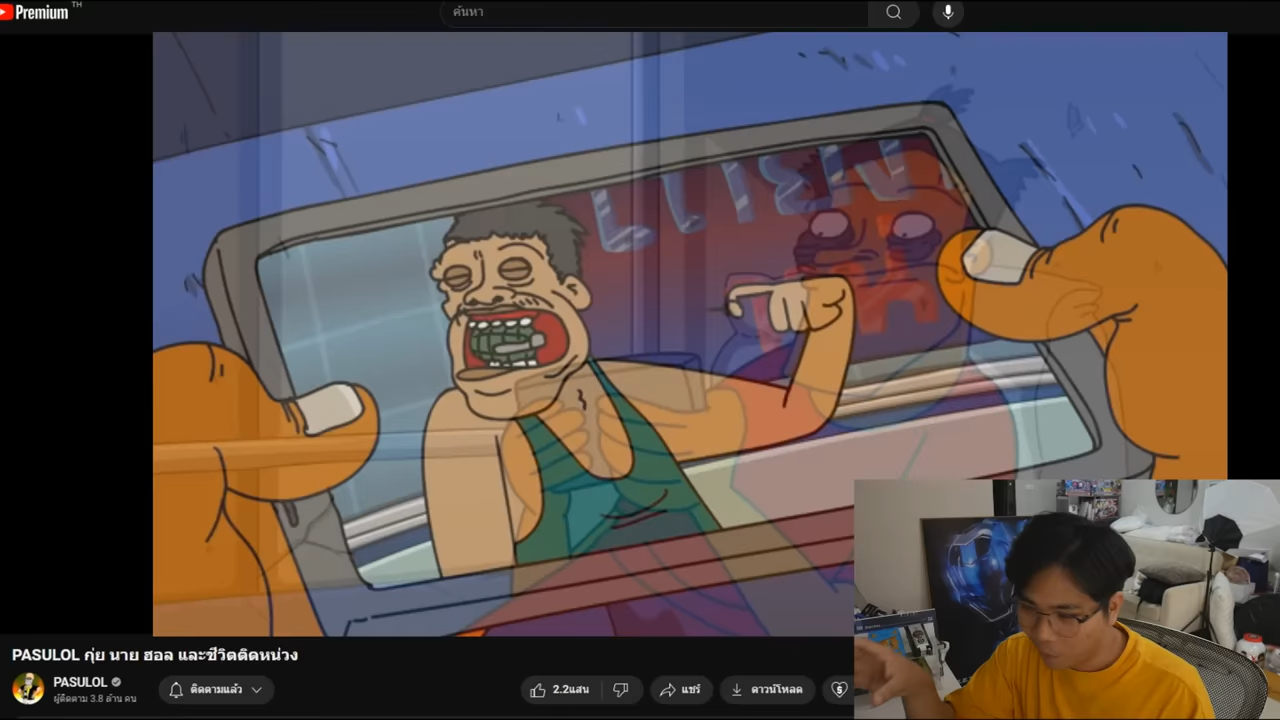 Premium TH
ค้นหา
PASULOL กุ่ย นาย ฮอล และชีวิตติดหน่วง
PASULOL
ผู้ติดตาม 3.8 ล้าน คน
ติดตามแล้ว
2.2แสน
แชร์
ดาวน์โหลด